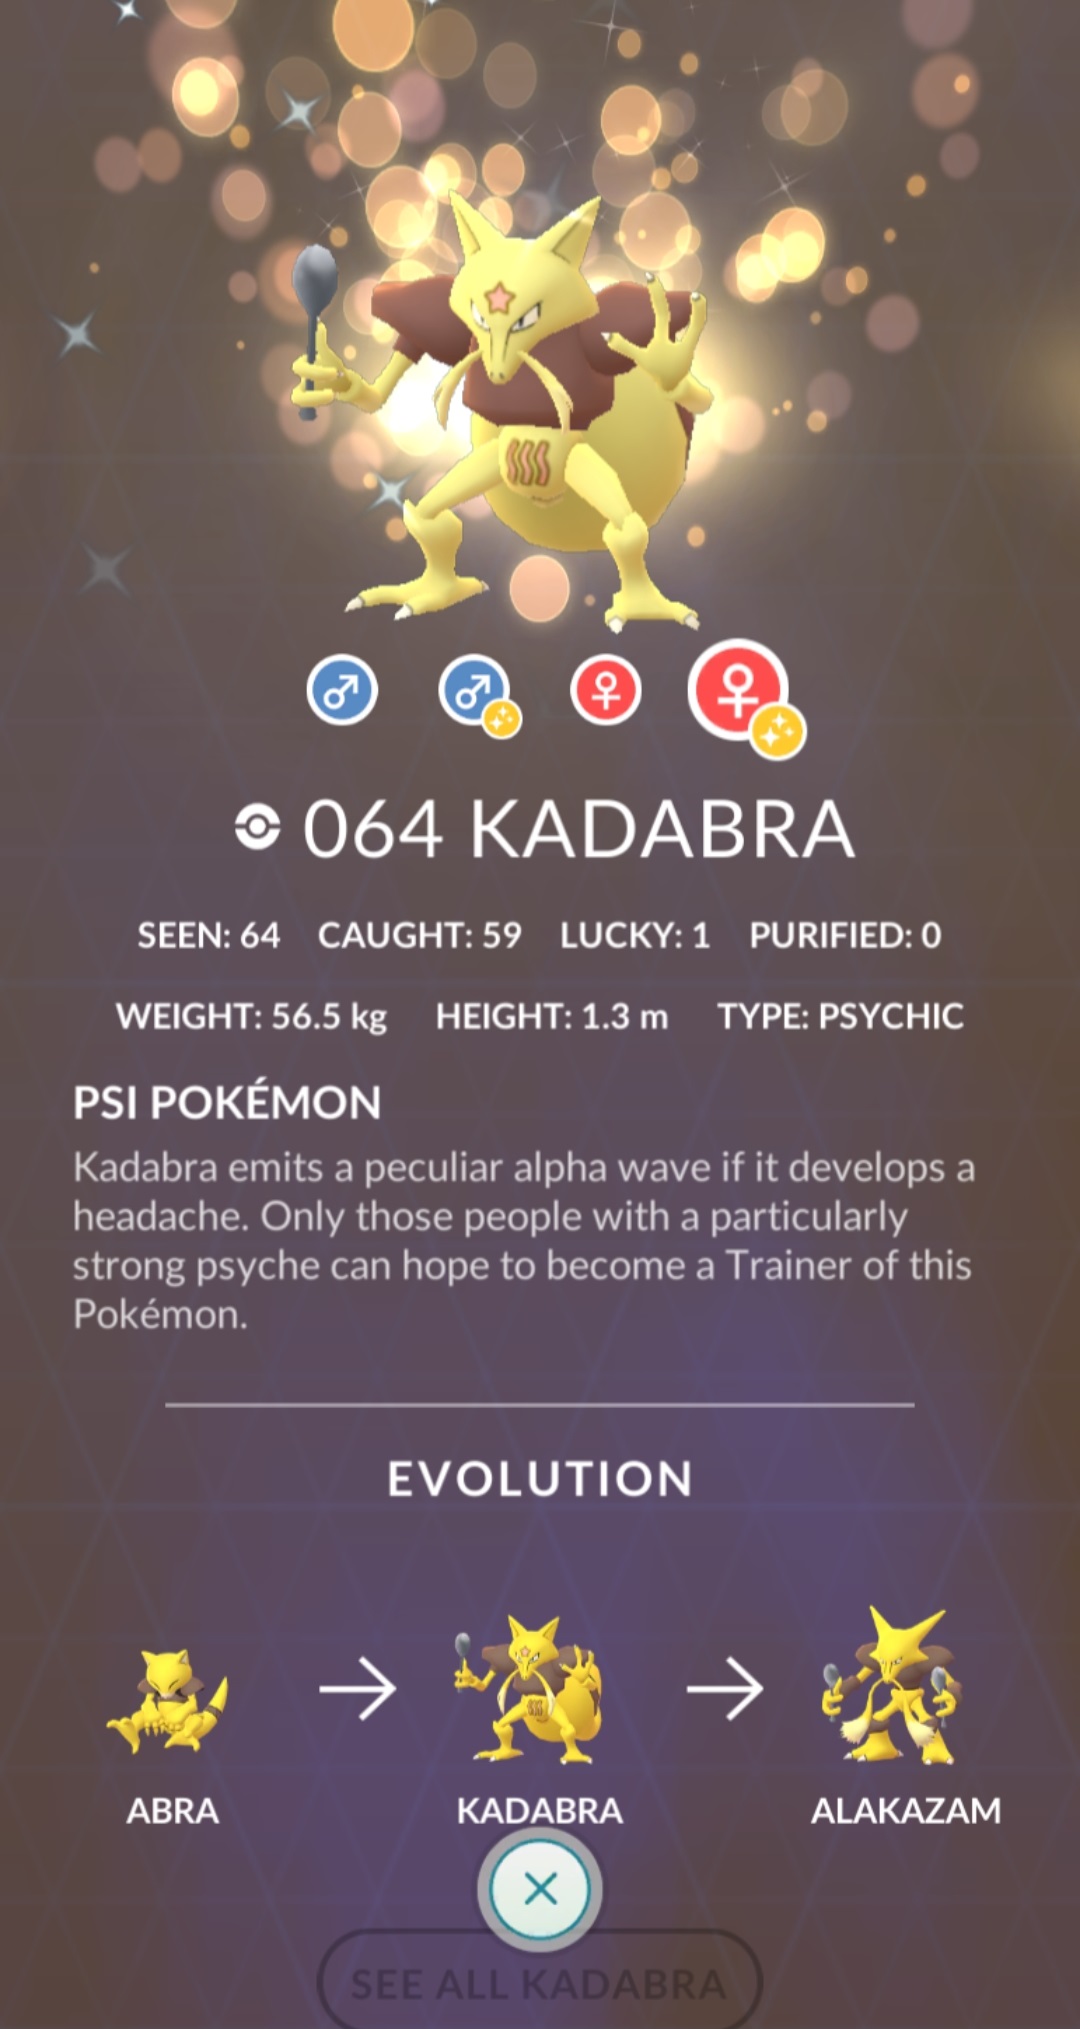 064 KADABRA
SEEN: 64 CAUGHT: 59 LUCKY: 1 PURIFIED: 0
WEIGHT: 56.5 kg HEIGHT: 1.3 m TYPE: PSYCHIC
PSI POKÉMON
Kadabra emits a peculiar alpha wave if it develops a
headache. Only those people with a particularly
strong psyche can hope to become a Trainer of this
Pokémon.
EVOLUTION
ABRA KADABRA ALAKAZAM
SEE ALL KADABRA